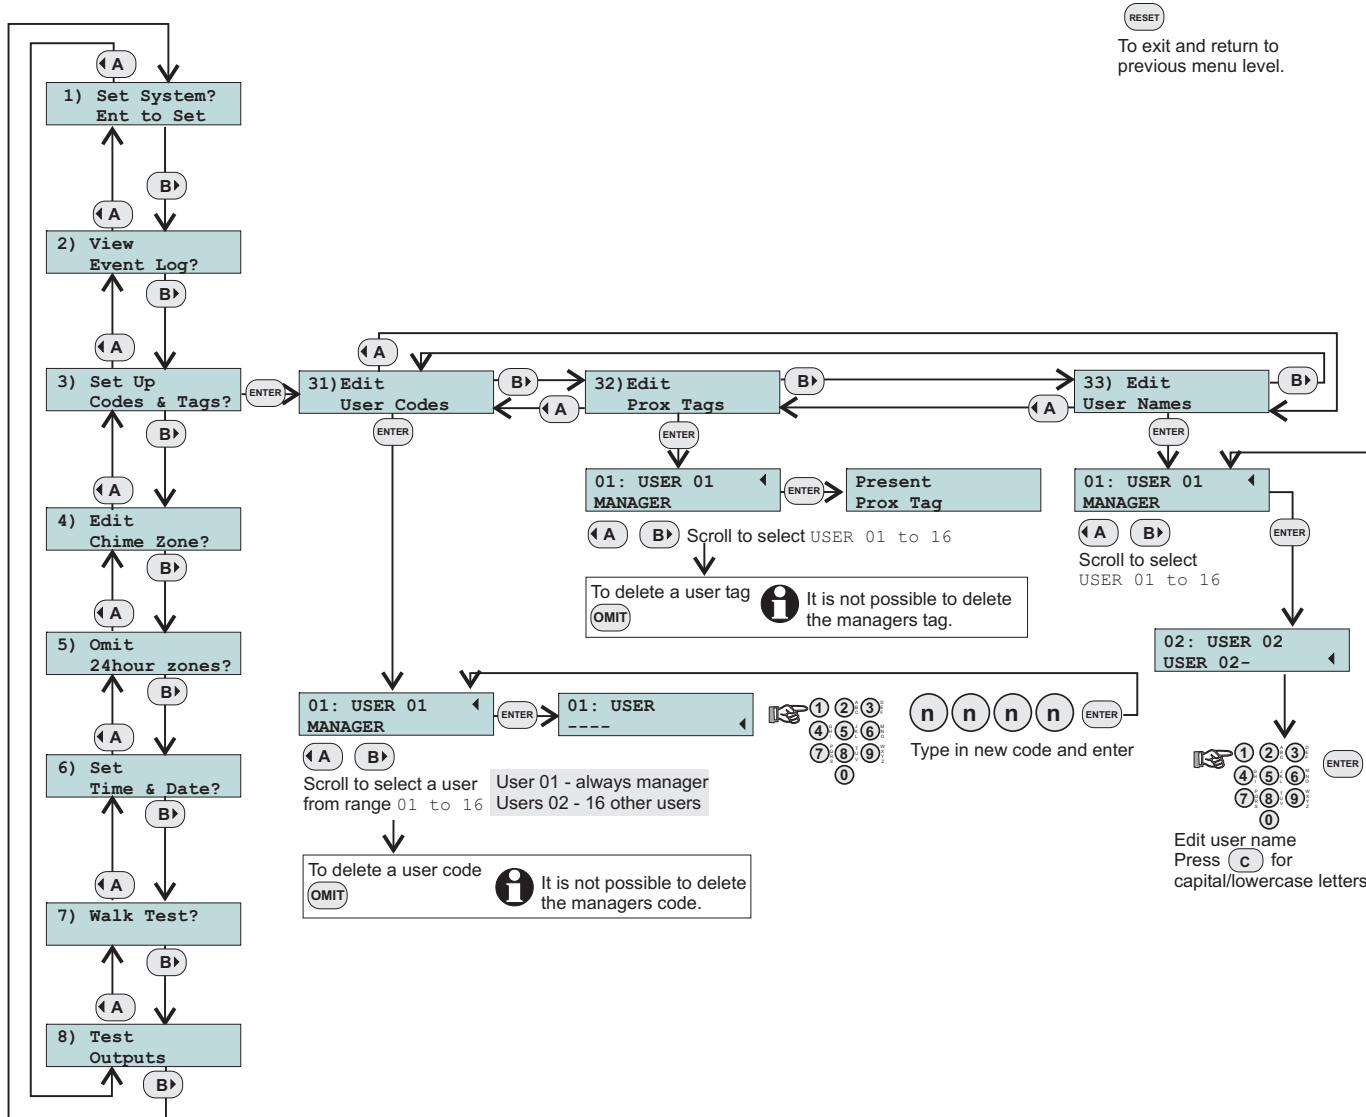 RESET
To exit and return to
previous menu level.
A
1) Set System?
Ent to Set
B
A
2) View
Event Log?
B
A
3) Set Up
Codes & Tags?
ENTER
B
A
4) Edit
Chime Zone?
B
A
5) Omit
24hour zones?
B
A
6) Set
Time & Date?
B
A
7) Walk Test?
B
A
8) Test
Outputs
B
A
31)Edit
User Codes
B
A
ENTER
32)Edit
Prox Tags
B
A
ENTER
33) Edit
User Names
B
ENTER
01: USER 01
MANAGER
ENTER
Present
Prox Tag
A B Scroll to select USER 01 to 16
To delete a user tag
OMIT
It is not possible to delete
the managers tag.
01: USER 01
MANAGER
A B
ENTER
Scroll to select
USER 01 to 16
02: USER 02
USER 02-
1 2 3
4 5 6
7 8 9
0
ENTER
Edit user name
Press C for
capital/lowercase letters
01: USER 01
MANAGER
ENTER
01: USER
----
1 2 3
4 5 6
7 8 9
0
n n n n ENTER
Type in new code and enter
A B
Scroll to select a user
from range 01 to 16
User 01 - always manager
Users 02 - 16 other users
To delete a user code
OMIT
It is not possible to delete
the managers code.